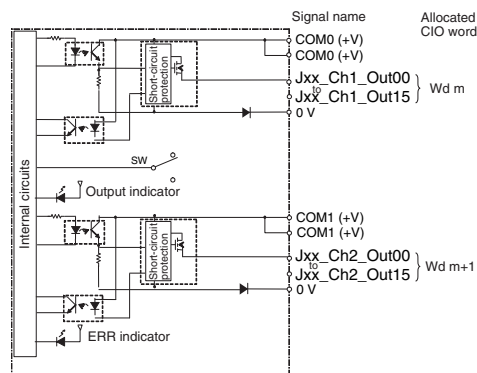 Signal name
Allocated
CIO word
COM0 (+V)
COM0 (+V)
Jxx_Ch1_Out00
to
Jxx_Ch1_Out15
Wd m
0 V
Short-circuit
protection
SW
Output indicator
Internal circuits
COM1 (+V)
COM1 (+V)
Jxx_Ch2_Out00
to
Jxx_Ch2_Out15
Wd m+1
0 V
Short-circuit
protection
ERR indicator